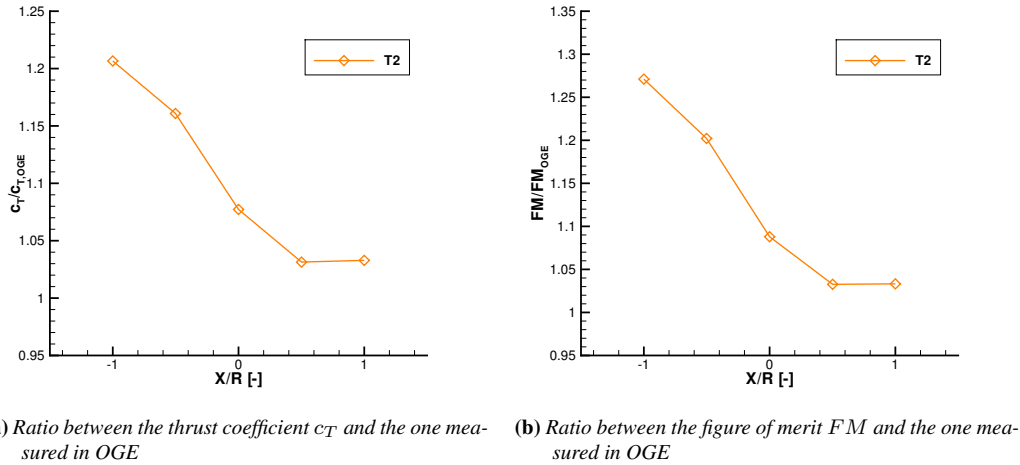 1.25
1.2
1.15
1.1
1.05
1
0.95
c_T/c_T,OGE
-1
0
1
X/R [-]
T2
1.35
1.3
1.25
1.2
1.15
1.1
1.05
1
0.95
FM/FM_OGE
-1
0
1
X/R [-]
T2
) Ratio between the thrust coefficient c_T and the one mea-
sured in OGE
(b) Ratio between the figure of merit FM and the one mea-
sured in OGE